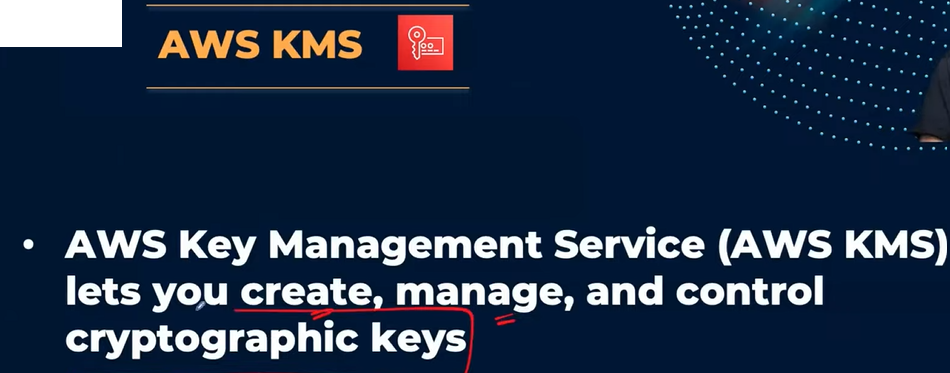 AWS KMS
• AWS Key Management Service (AWS KMS)
lets you create, manage, and control
cryptographic keys